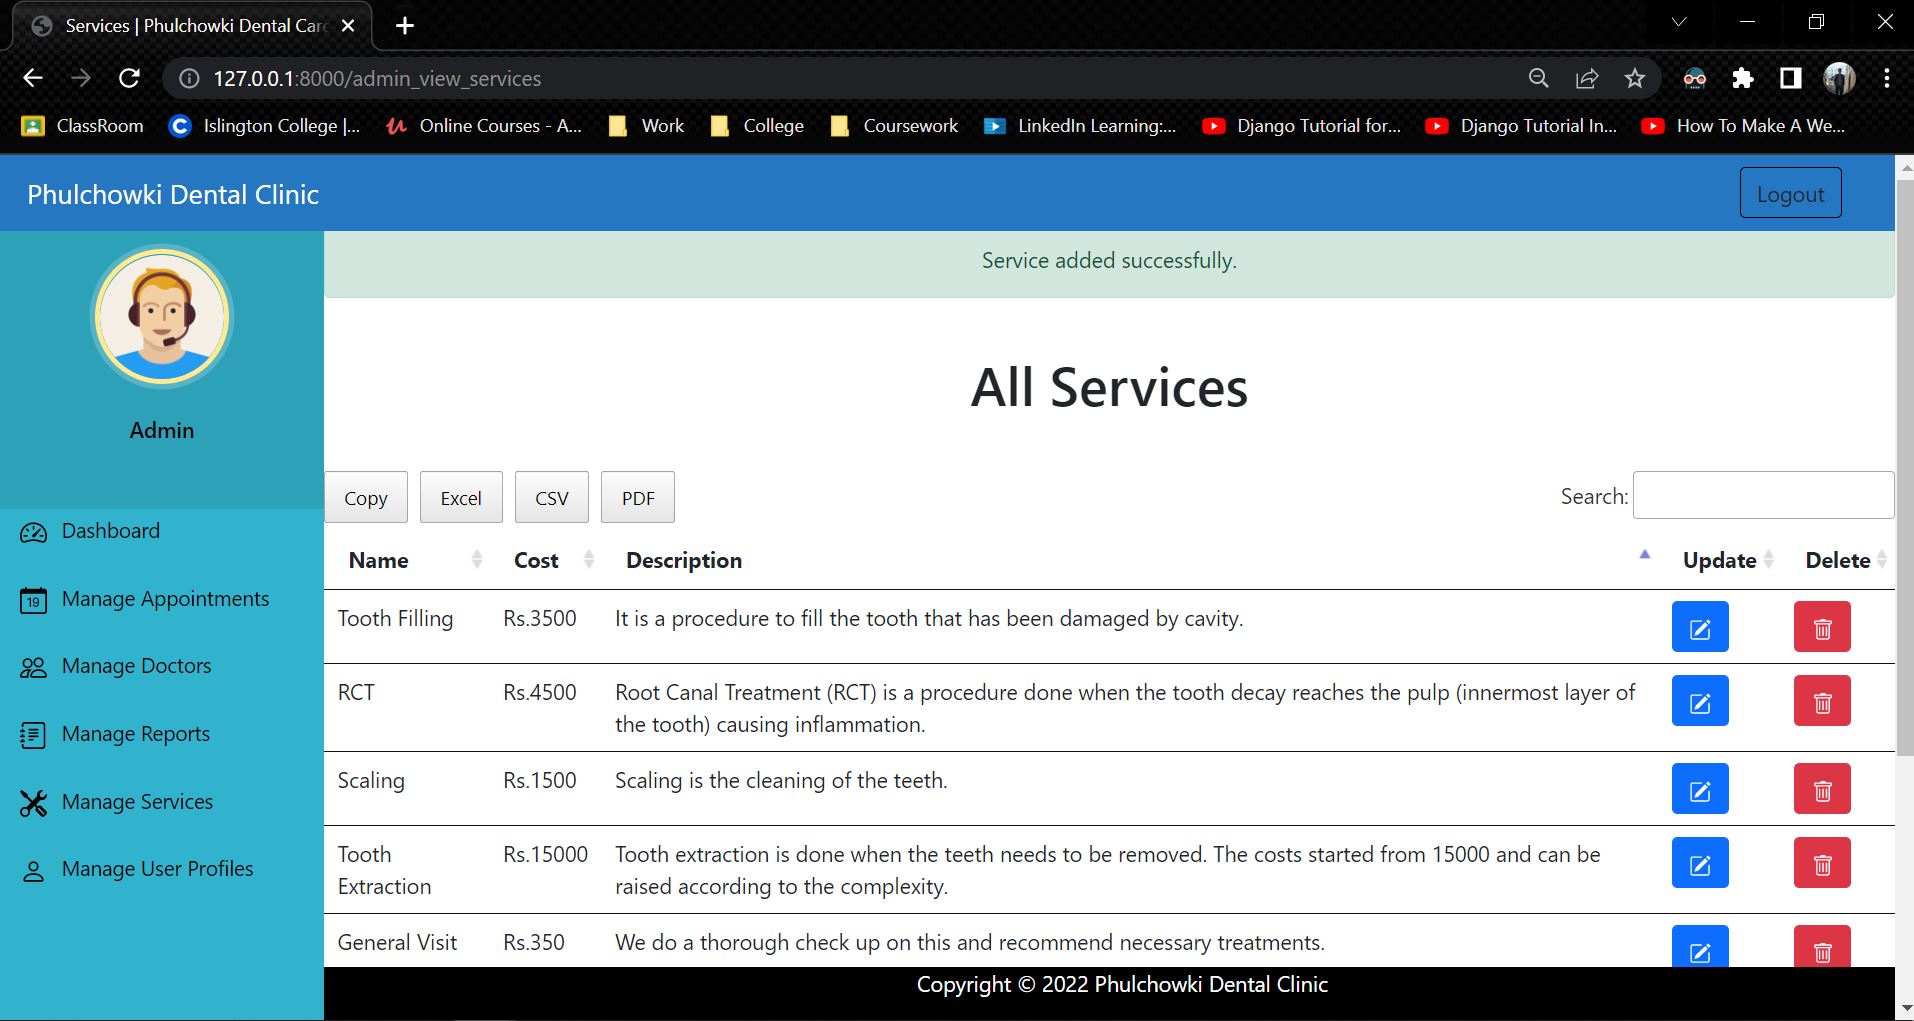 Services | Phulchowki Dental Care
127.0.0.1:8000/admin_view_services
ClassRoom Islington College |... Online Courses - A... Work College Coursework LinkedIn Learning:... Django Tutorial for... Django Tutorial In... How To Make A We...
Phulchowki Dental Clinic Logout
Service added successfully.
Admin
All Services
Dashboard
19 Manage Appointments
Manage Doctors
Manage Reports
Manage Services
Manage User Profiles
Copy Excel CSV PDF Search:
Name Cost Description Update Delete
Tooth Filling Rs.3500 It is a procedure to fill the tooth that has been damaged by cavity.
RCT Rs.4500 Root Canal Treatment (RCT) is a procedure done when the tooth decay reaches the pulp (innermost layer of
the tooth) causing inflammation.
Scaling Rs.1500 Scaling is the cleaning of the teeth.
Tooth Rs.15000 Tooth extraction is done when the teeth needs to be removed. The costs started from 15000 and can be
Extraction raised according to the complexity.
General Visit Rs.350 We do a thorough check up on this and recommend necessary treatments.
Copyright © 2022 Phulchowki Dental Clinic